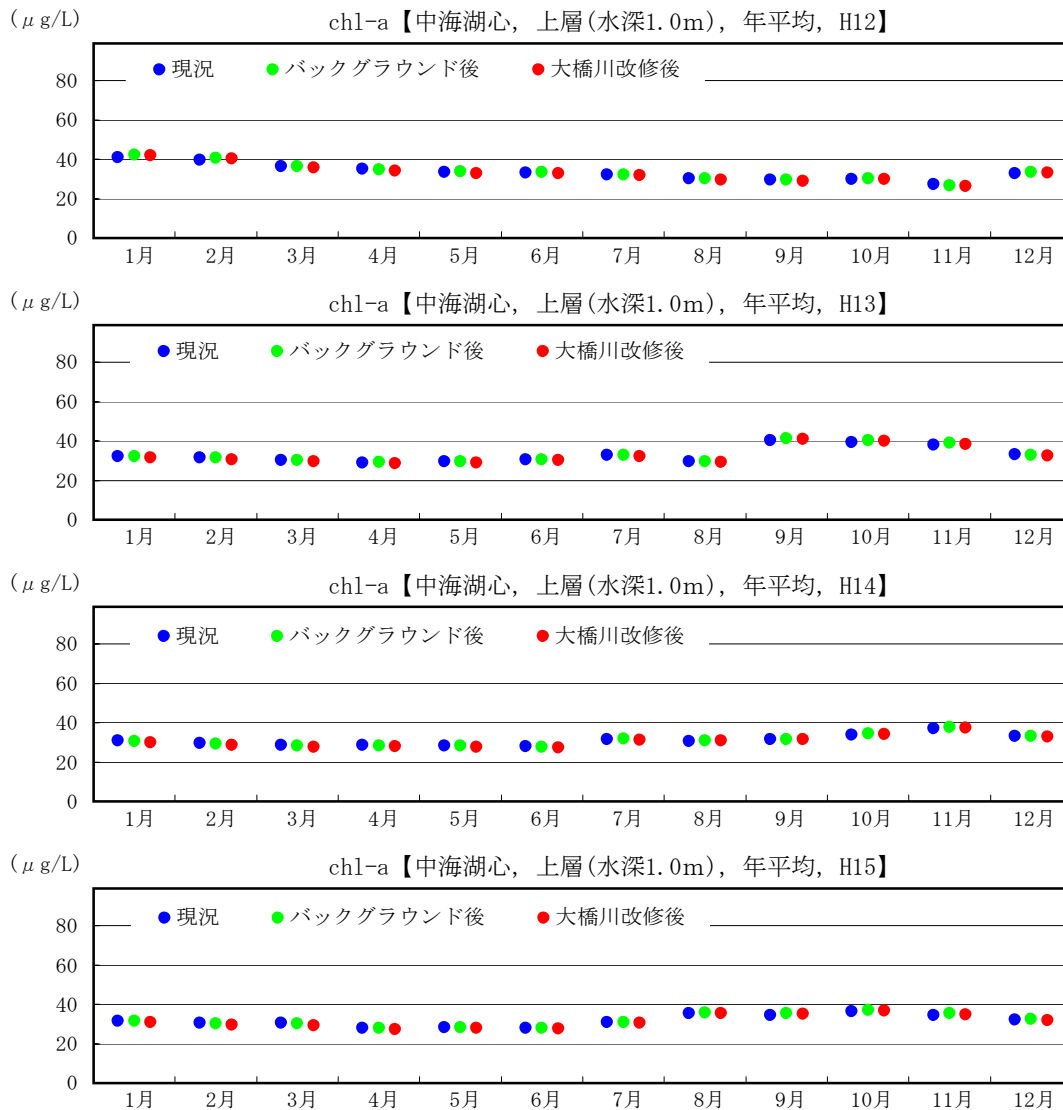 (μg/L) chl-a【中海湖心, 上層(水深1.0m), 年平均, H12】
● 現況 ● バックグラウンド後 ● 大橋川改修後
80
60
40
20
0
1月 2月 3月 4月 5月 6月 7月 8月 9月 10月 11月 12月
(μg/L) chl-a【中海湖心, 上層(水深1.0m), 年平均, H13】
● 現況 ● バックグラウンド後 ● 大橋川改修後
80
60
40
20
0
1月 2月 3月 4月 5月 6月 7月 8月 9月 10月 11月 12月
(μg/L) chl-a【中海湖心, 上層(水深1.0m), 年平均, H14】
● 現況 ● バックグラウンド後 ● 大橋川改修後
80
60
40
20
0
1月 2月 3月 4月 5月 6月 7月 8月 9月 10月 11月 12月
(μg/L) chl-a【中海湖心, 上層(水深1.0m), 年平均, H15】
● 現況 ● バックグラウンド後 ● 大橋川改修後
80
60
40
20
0
1月 2月 3月 4月 5月 6月 7月 8月 9月 10月 11月 12月